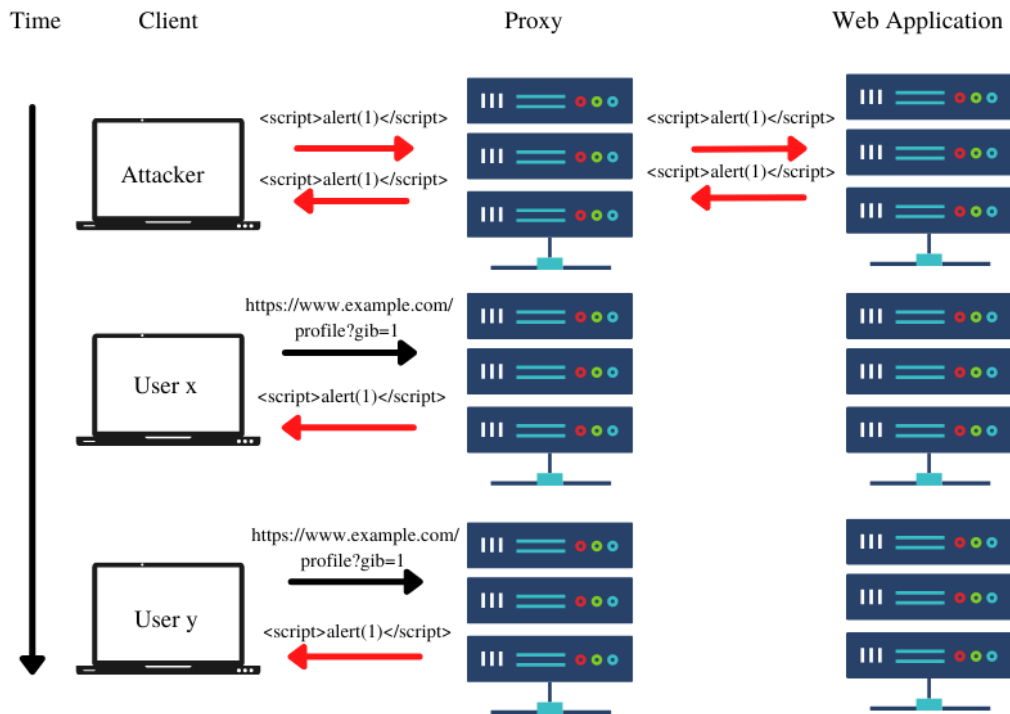 Time
Client
Proxy
Web Application
<script>alert(1)</script>
<script>alert(1)</script>
Attacker
<script>alert(1)</script>
<script>alert(1)</script>
https://www.example.com/
profile?gib=1
User x
<script>alert(1)</script>
https://www.example.com/
profile?gib=1
User y
<script>alert(1)</script>